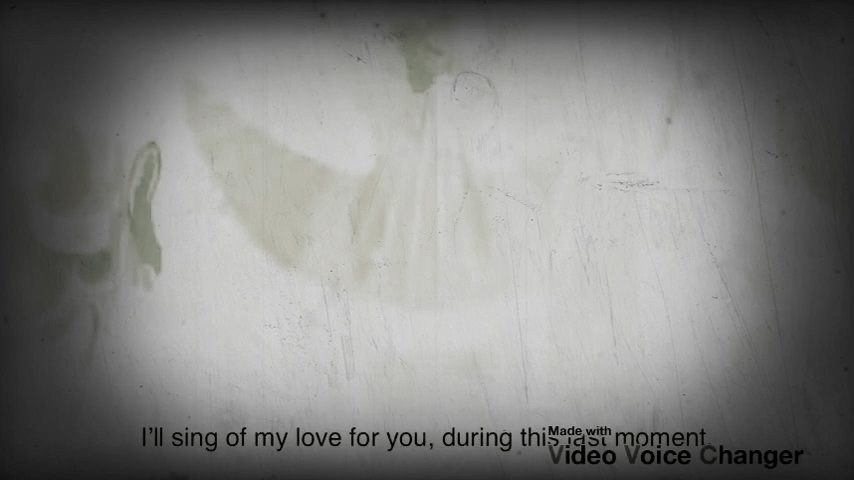 I'll sing of my love for you, during this last moment
Made with
Video Voice Changer